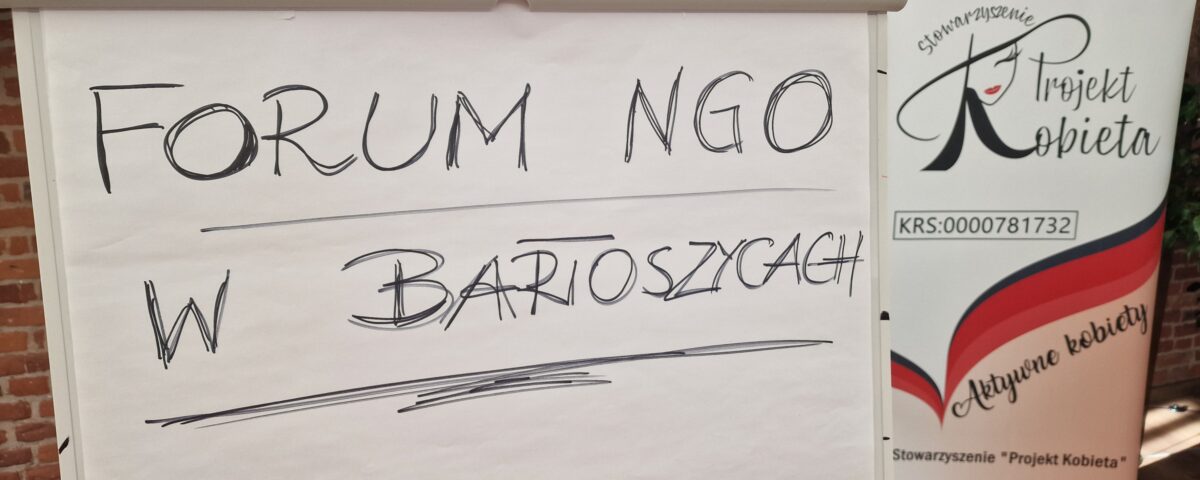 FORUM NGO
W BARTOSZYCACH
Stowarzyszenie
Projekt
Kobieta
KRS:0000781732
Aktywne kobiety
Stowarzyszenie "Projekt Kobieta"